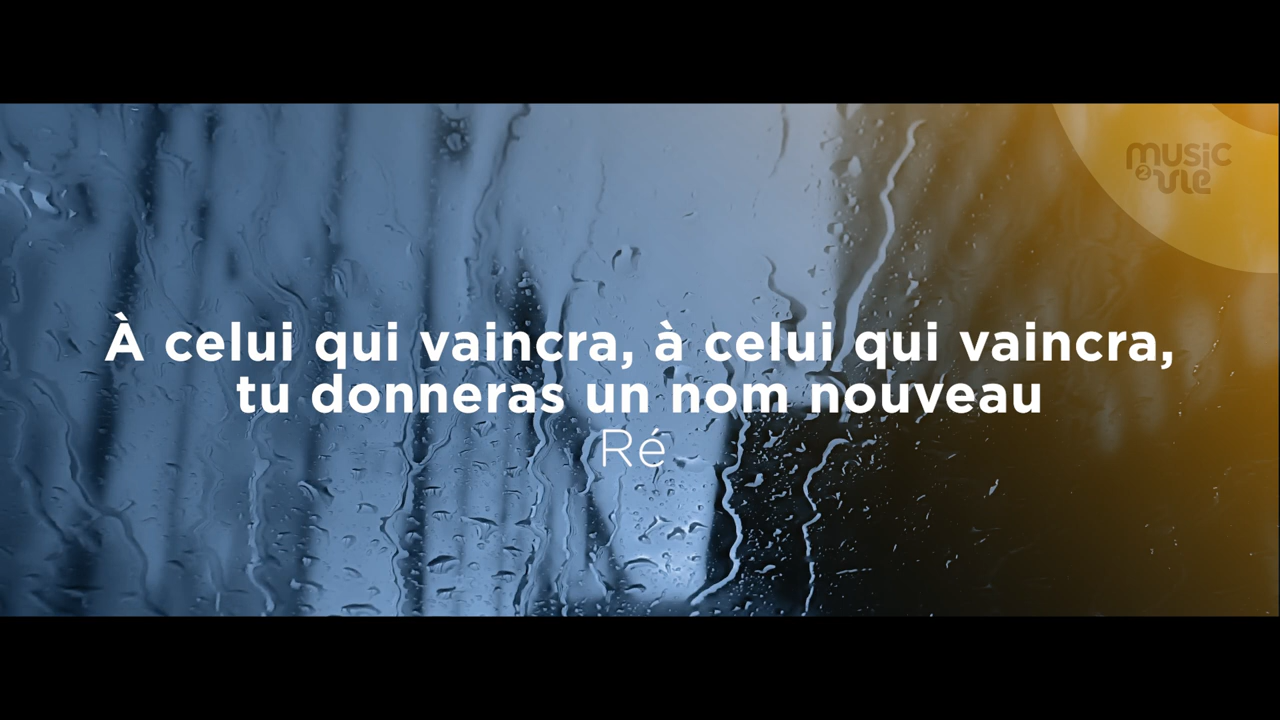 music
2 vie
À celui qui vaincra, à celui qui vaincra,
tu donneras un nom nouveau
Ré